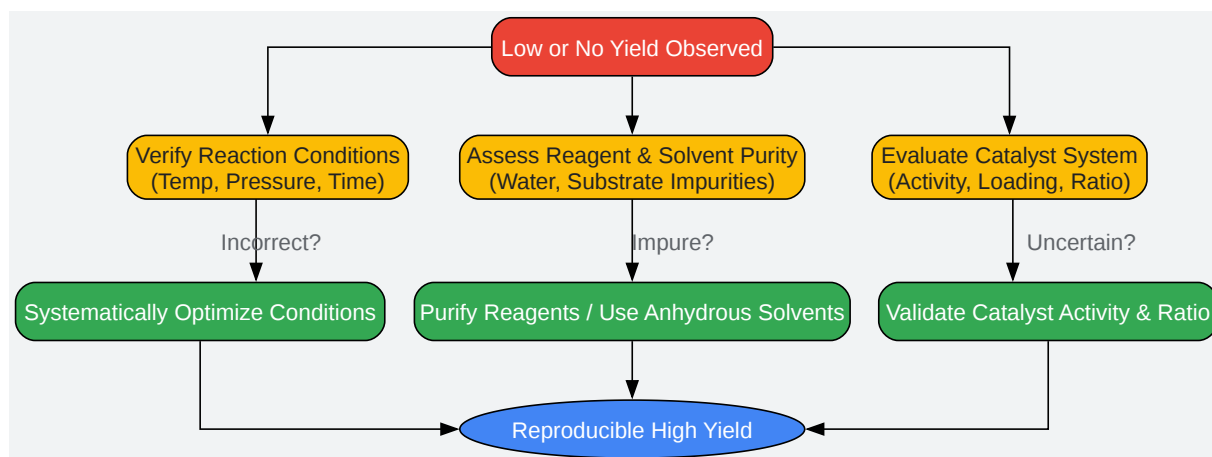 Low or No Yield Observed
Verify Reaction Conditions
(Temp, Pressure, Time)
Assess Reagent & Solvent Purity
(Water, Substrate Impurities)
Evaluate Catalyst System
(Activity, Loading, Ratio)
Incorrect?
Impure?
Uncertain?
Systematically Optimize Conditions
Purify Reagents / Use Anhydrous Solvents
Validate Catalyst Activity & Ratio
Reproducible High Yield